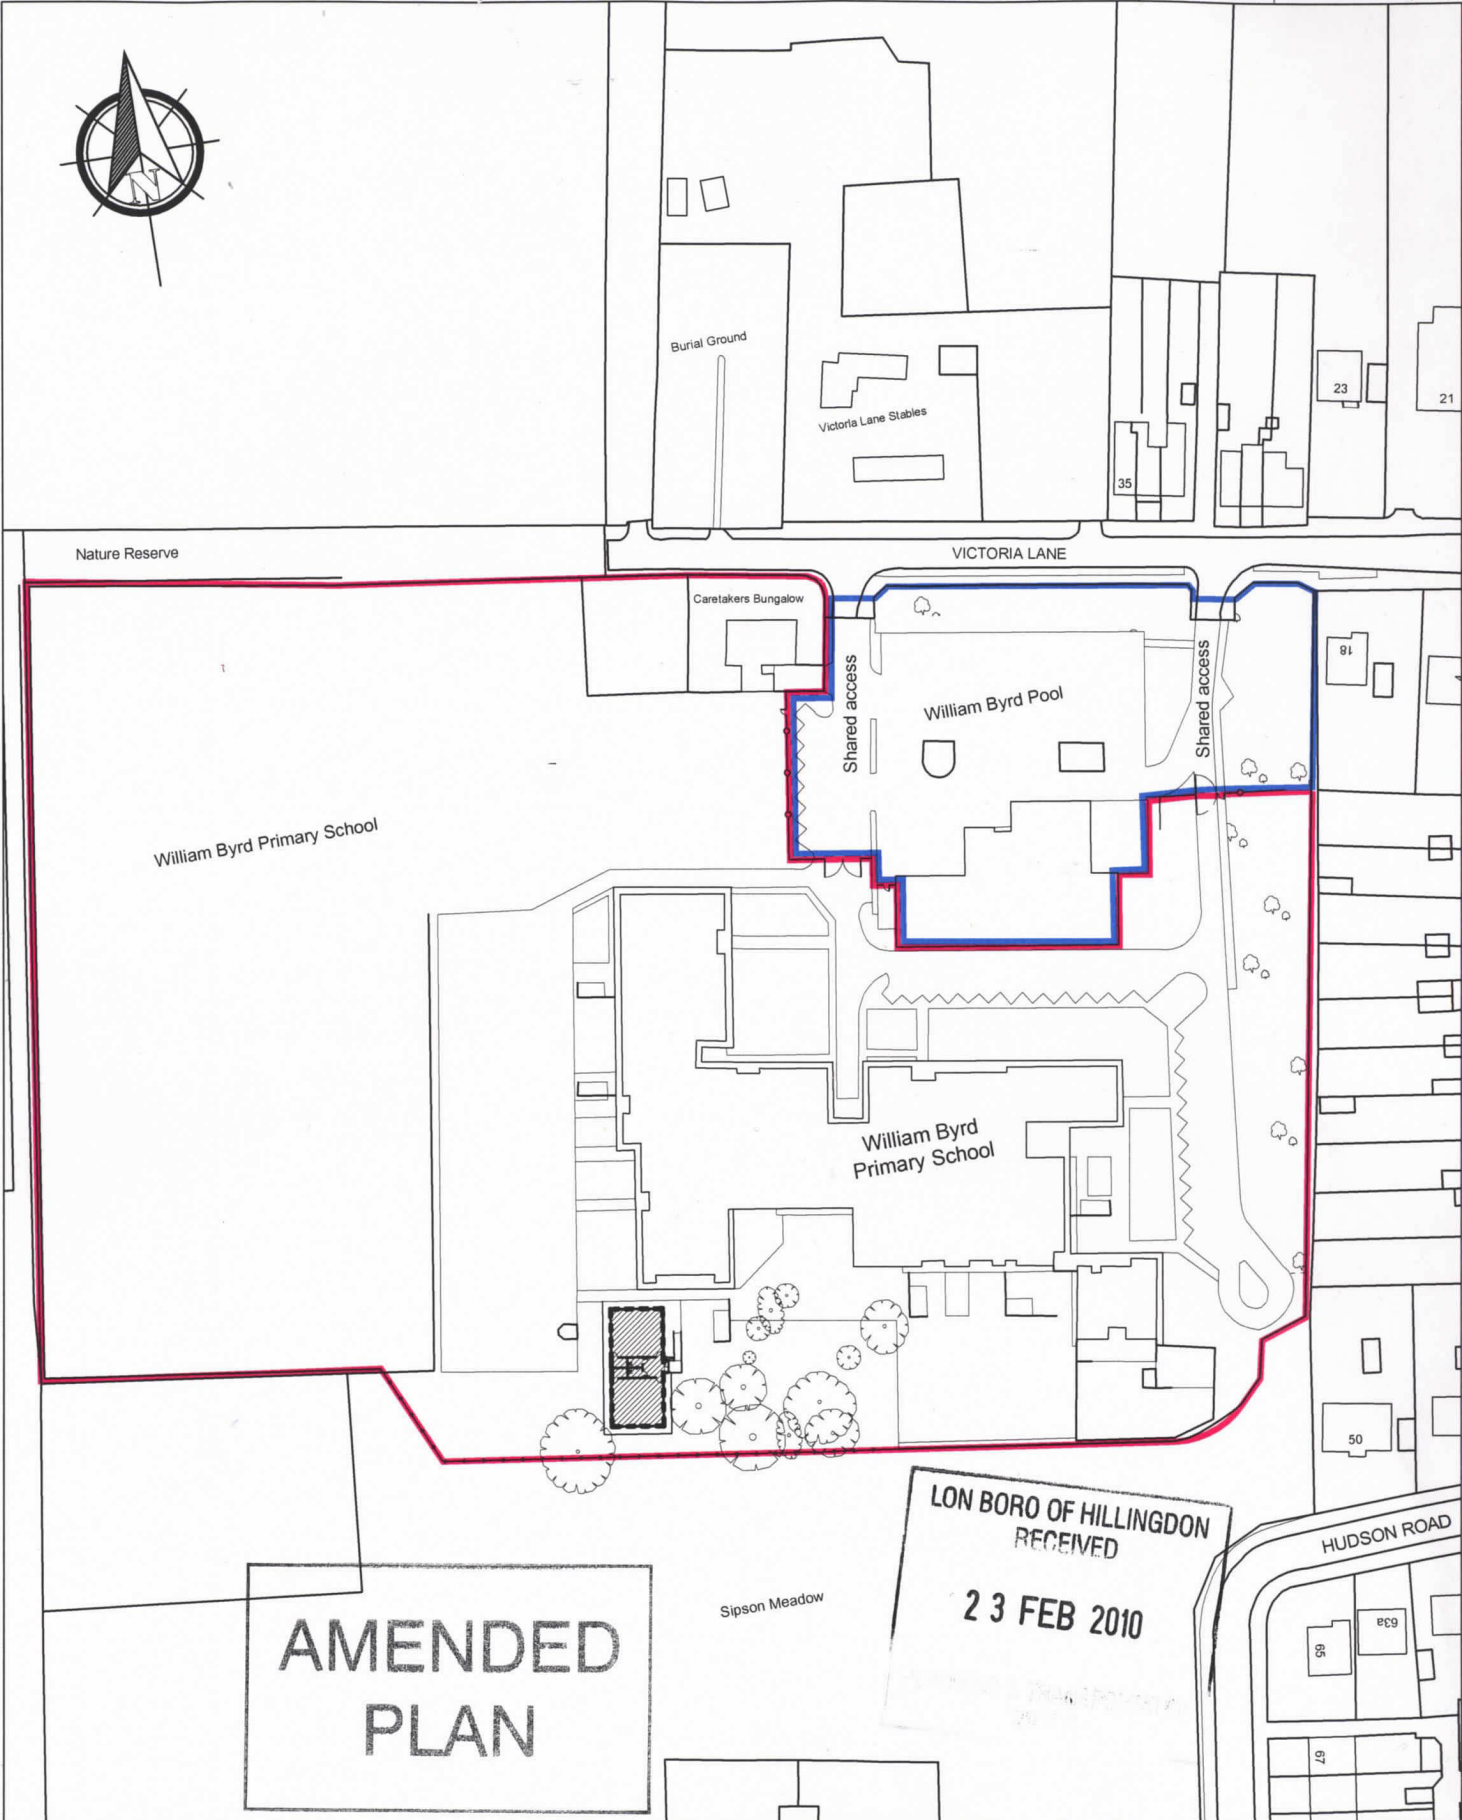 N
Burial Ground
Victoria Lane Stables
23
21
35
Nature Reserve
VICTORIA LANE
Caretakers Bungalow
Shared access
William Byrd Pool
Shared access
18
William Byrd Primary School
William Byrd
Primary School
50
LON BORO OF HILLINGDON
RECEIVED
23 FEB 2010
HUDSON ROAD
Sipson Meadow
AMENDED
PLAN
65
63a
67